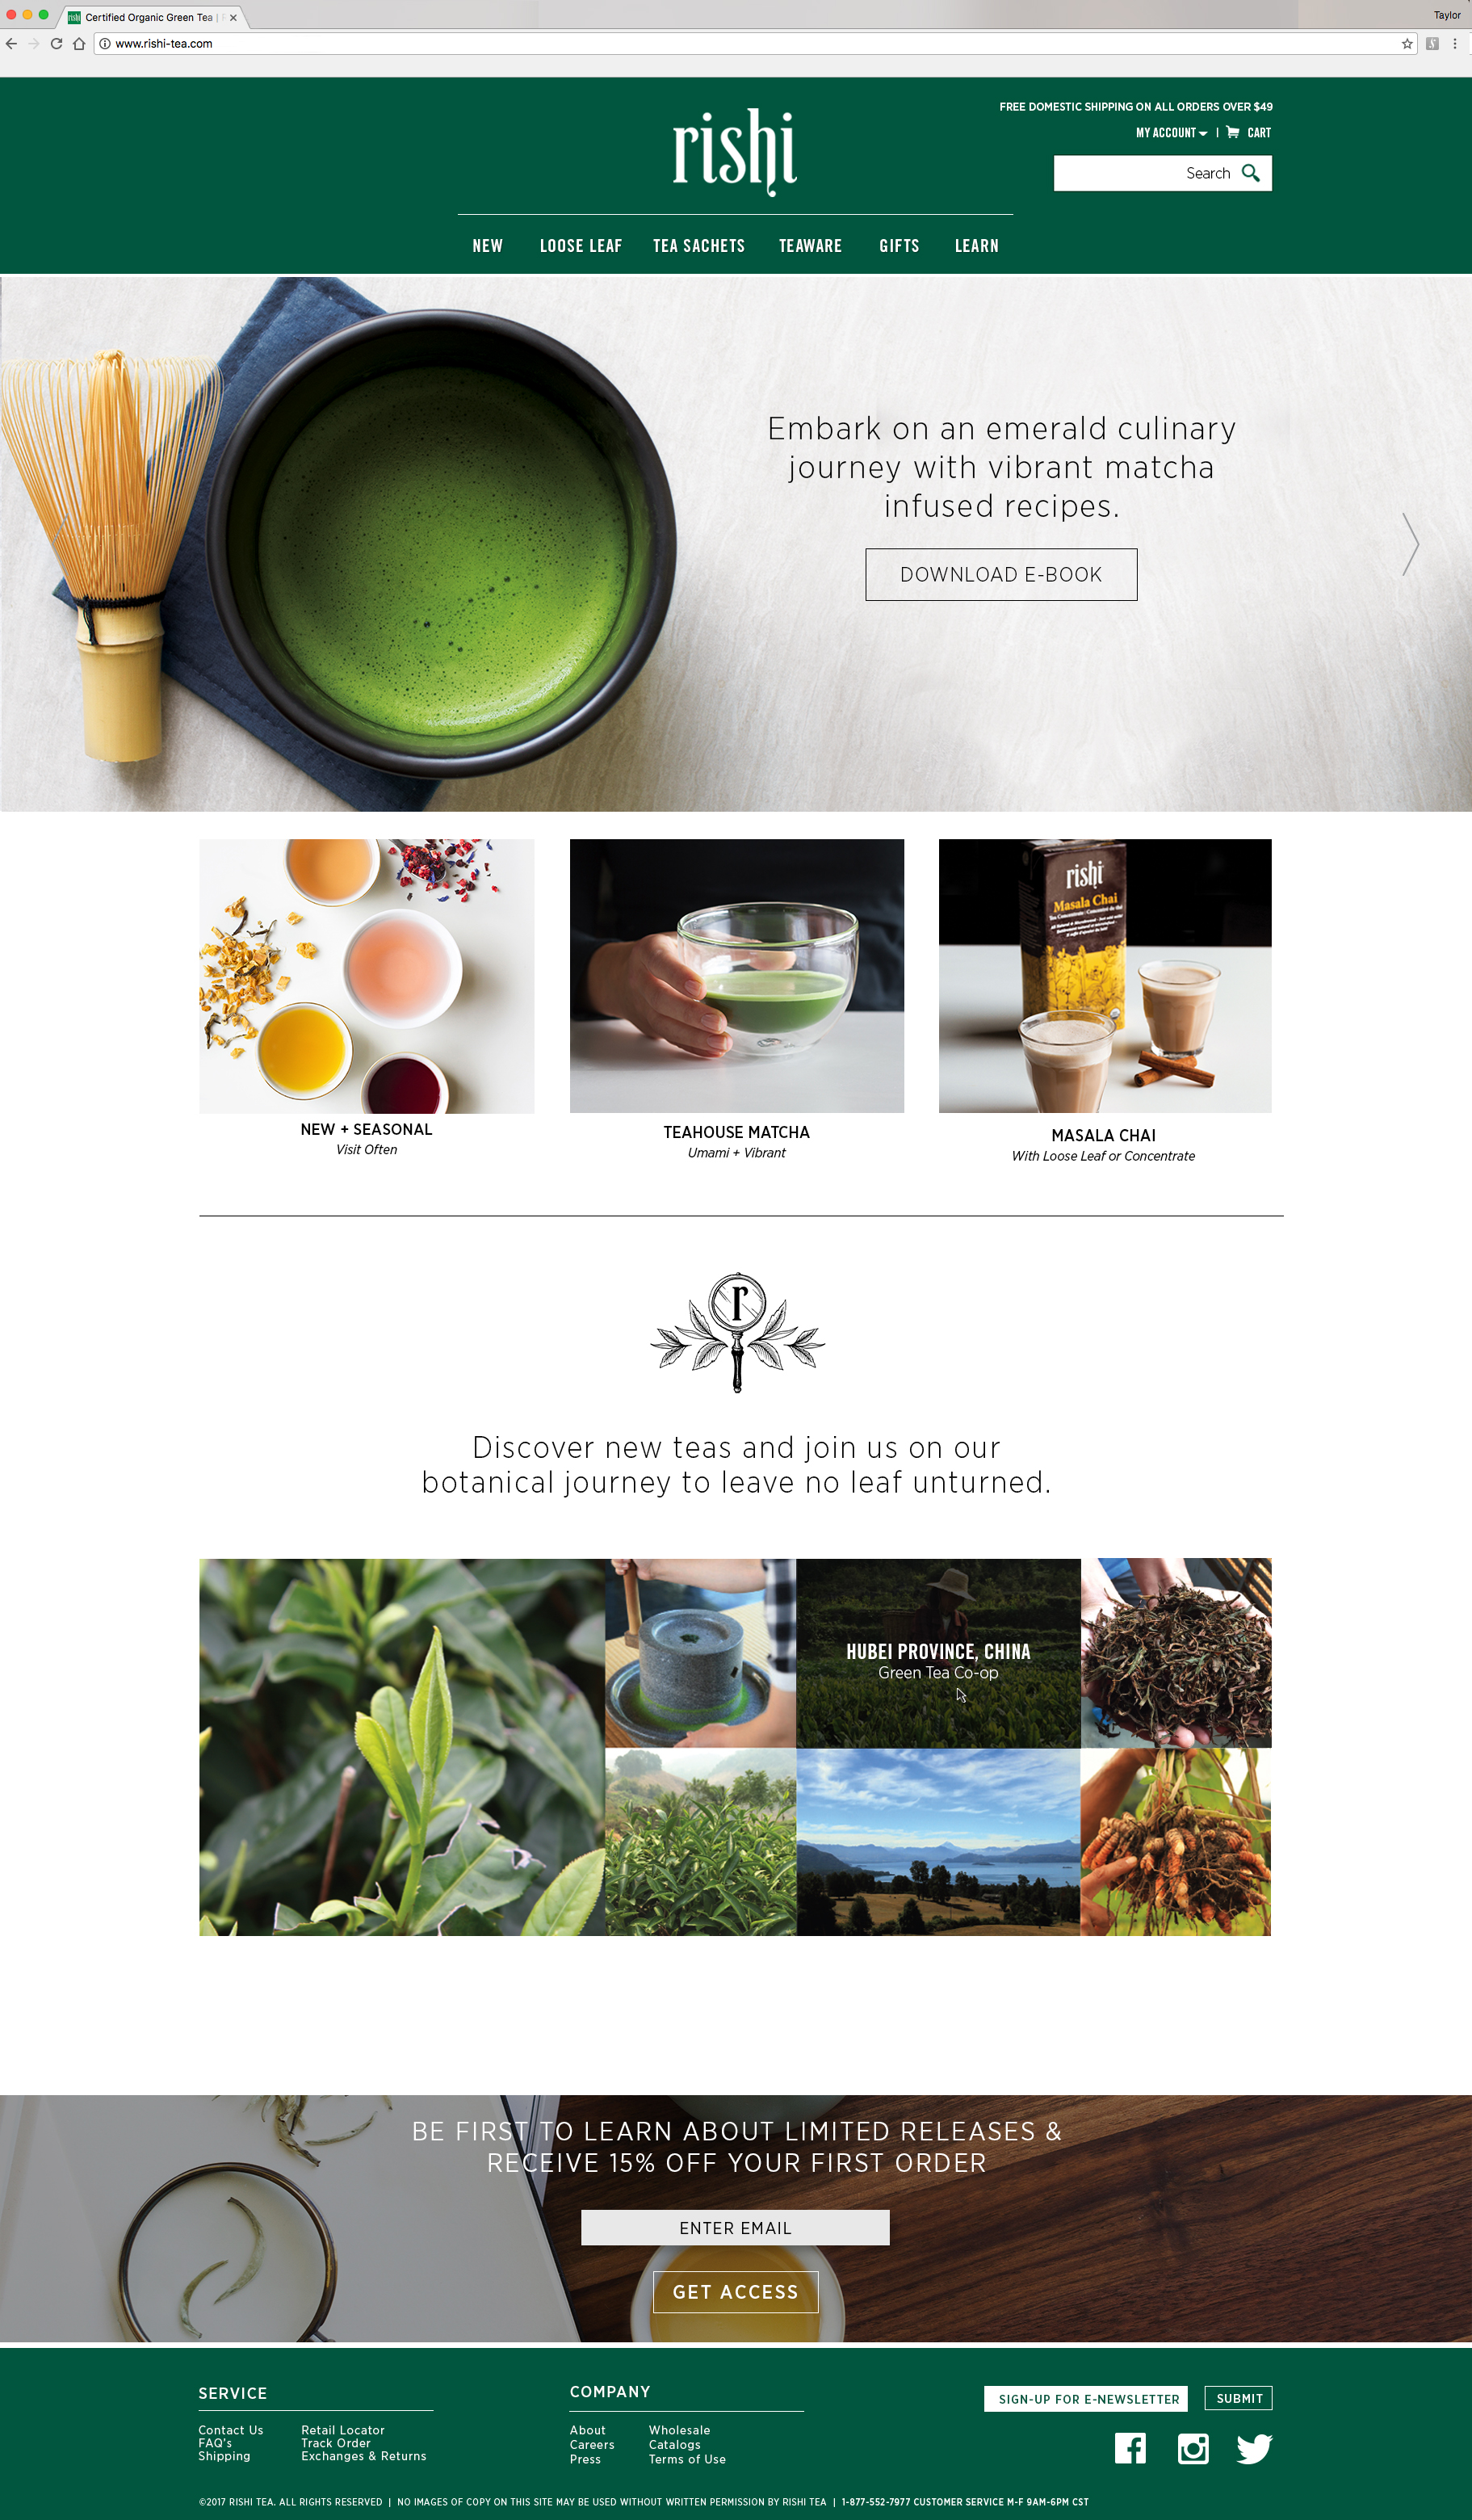 rishi
Certified Organic Green Tea |
Taylor
www.rishi-tea.com
FREE DOMESTIC SHIPPING ON ALL ORDERS OVER $49
rishi
MY ACCOUNT | CART
Search
NEW LOOSE LEAF TEA SACHETS TEAWARE GIFTS LEARN
Embark on an emerald culinary
journey with vibrant matcha
infused recipes.
DOWNLOAD E-BOOK
rishi
Masala Chai
NEW + SEASONAL
Visit Often
TEAHOUSE MATCHA
Umami + Vibrant
MASALA CHAI
With Loose Leaf or Concentrate
r
Discover new teas and join us on our
botanical journey to leave no leaf unturned.
HUBEI PROVINCE, CHINA
Green Tea Co-op
BE FIRST TO LEARN ABOUT LIMITED RELEASES &
RECEIVE 15% OFF YOUR FIRST ORDER
ENTER EMAIL
GET ACCESS
SERVICE
Contact Us Retail Locator
FAQ's Track Order
Shipping Exchanges & Returns
COMPANY
About Wholesale
Careers Catalogs
Press Terms of Use
SIGN-UP FOR E-NEWSLETTER SUBMIT
©2017 RISHI TEA. ALL RIGHTS RESERVED | NO IMAGES OF COPY ON THIS SITE MAY BE USED WITHOUT WRITTEN PERMISSION BY RISHI TEA | 1-877-552-7977 CUSTOMER SERVICE M-F 9AM-6PM CST